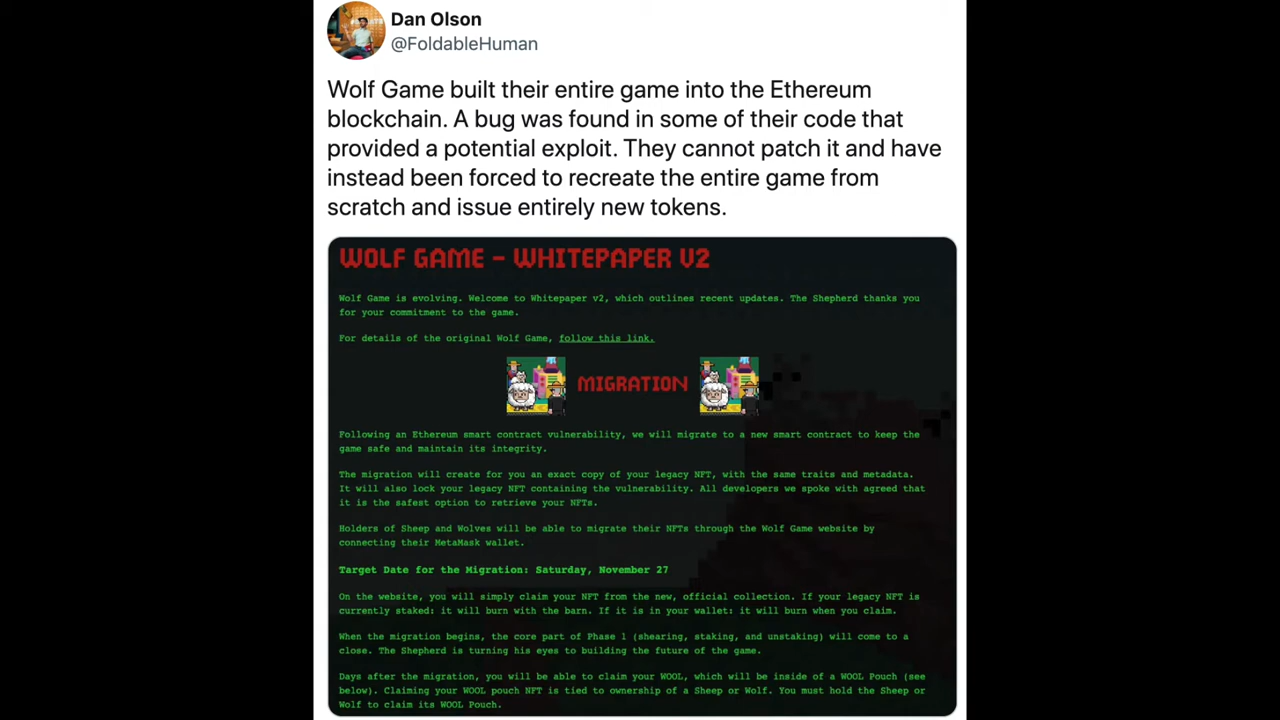 Dan Olson
@FoldableHuman
Wolf Game built their entire game into the Ethereum
blockchain. A bug was found in some of their code that
provided a potential exploit. They cannot patch it and have
instead been forced to recreate the entire game from
scratch and issue entirely new tokens.
WOLF GAME - WHITEPAPER V2
Wolf Game is evolving. Welcome to Whitepaper v2, which outlines recent updates. The Shepherd thanks you
for your commitment to the game.
For details of the original Wolf Game, follow this link.
MIGRATION
Following an Ethereum smart contract vulnerability, we will migrate to a new smart contract to keep the
game safe and maintain its integrity.
The migration will create for you an exact copy of your legacy NFT, with the same traits and metadata.
It will also lock your legacy NFT containing the vulnerability. All developers we spoke with agreed that
it is the safest option to retrieve your NFTs.
Holders of Sheep and Wolves will be able to migrate their NFTs through the Wolf Game website by
connecting their MetaMask wallet.
Target Date for the Migration: Saturday, November 27
On the website, you will simply claim your NFT from the new, official collection. If your legacy NFT is
currently staked: it will burn with the barn. If it is in your wallet: it will burn when you claim.
When the migration begins, the core part of Phase 1 (shearing, staking, and unstaking) will come to a
close. The Shepherd is turning his eyes to building the future of the game.
Days after the migration, you will be able to claim your WOOL, which will be inside of a WOOL Pouch (see
below). Claiming your WOOL pouch NFT is tied to ownership of a Sheep or Wolf. You must hold the Sheep or
Wolf to claim its WOOL Pouch.